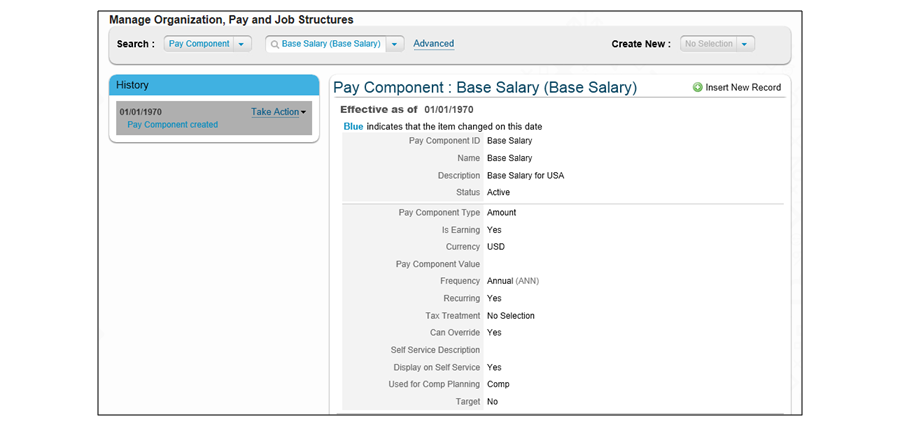 Manage Organization, Pay and Job Structures
Search : Pay Component Base Salary (Base Salary) Advanced Create New : No Selection
History
01/01/1970 Take Action
Pay Component created
Pay Component : Base Salary (Base Salary) Insert New Record
Effective as of 01/01/1970
Blue indicates that the item changed on this date
Pay Component ID Base Salary
Name Base Salary
Description Base Salary for USA
Status Active
Pay Component Type Amount
Is Earning Yes
Currency USD
Pay Component Value
Frequency Annual (ANN)
Recurring Yes
Tax Treatment No Selection
Can Override Yes
Self Service Description
Display on Self Service Yes
Used for Comp Planning Comp
Target No